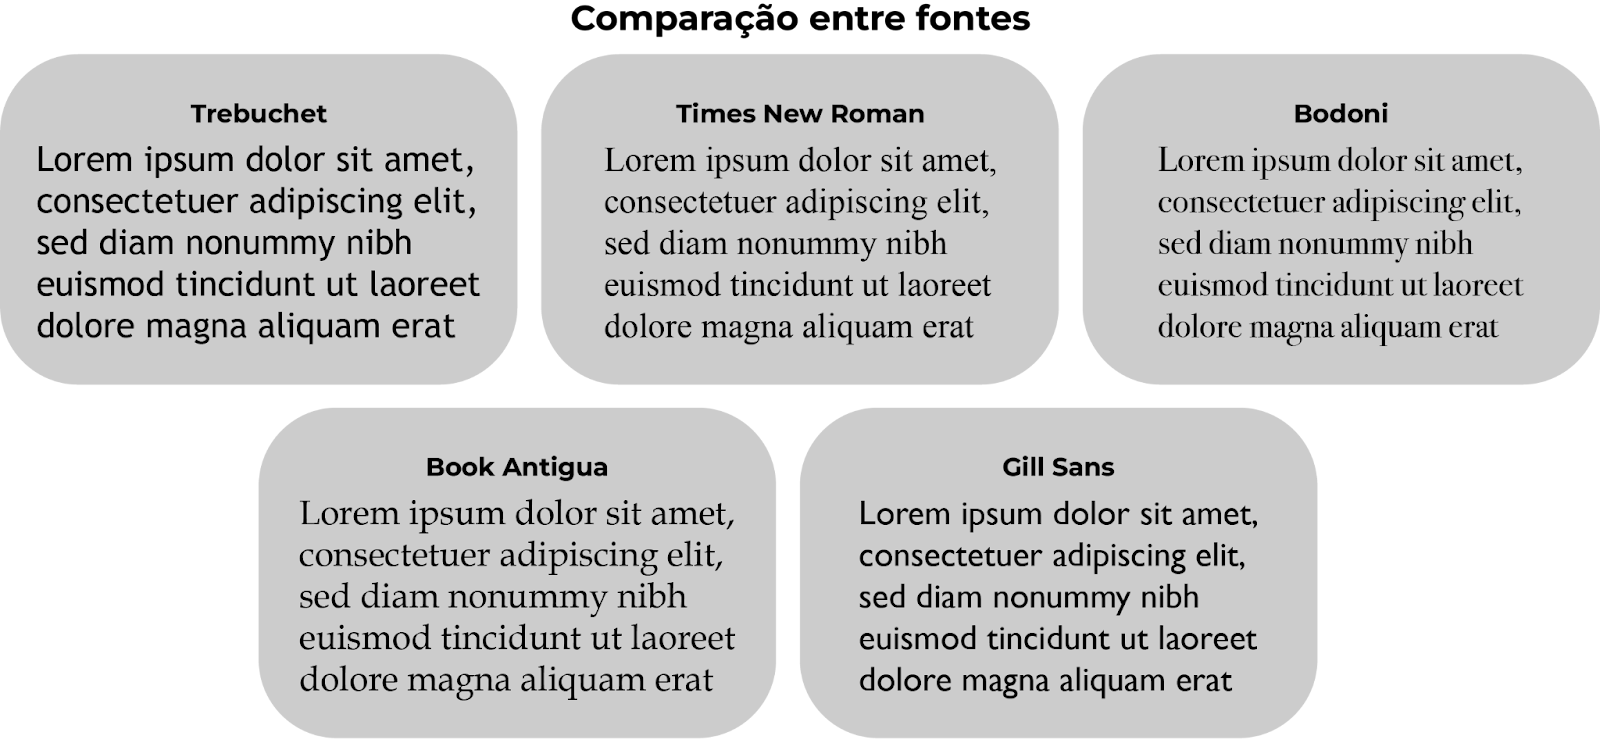 Comparação entre fontes
Trebuchet
Lorem ipsum dolor sit amet,
consectetuer adipiscing elit,
sed diam nonummy nibh
euismod tincidunt ut laoreet
dolore magna aliquam erat
Times New Roman
Lorem ipsum dolor sit amet,
consectetuer adipiscing elit,
sed diam nonummy nibh
euismod tincidunt ut laoreet
dolore magna aliquam erat
Bodoni
Lorem ipsum dolor sit amet,
consectetuer adipiscing elit,
sed diam nonummy nibh
euismod tincidunt ut laoreet
dolore magna aliquam erat
Book Antigua
Lorem ipsum dolor sit amet,
consectetuer adipiscing elit,
sed diam nonummy nibh
euismod tincidunt ut laoreet
dolore magna aliquam erat
Gill Sans
Lorem ipsum dolor sit amet,
consectetuer adipiscing elit,
sed diam nonummy nibh
euismod tincidunt ut laoreet
dolore magna aliquam erat